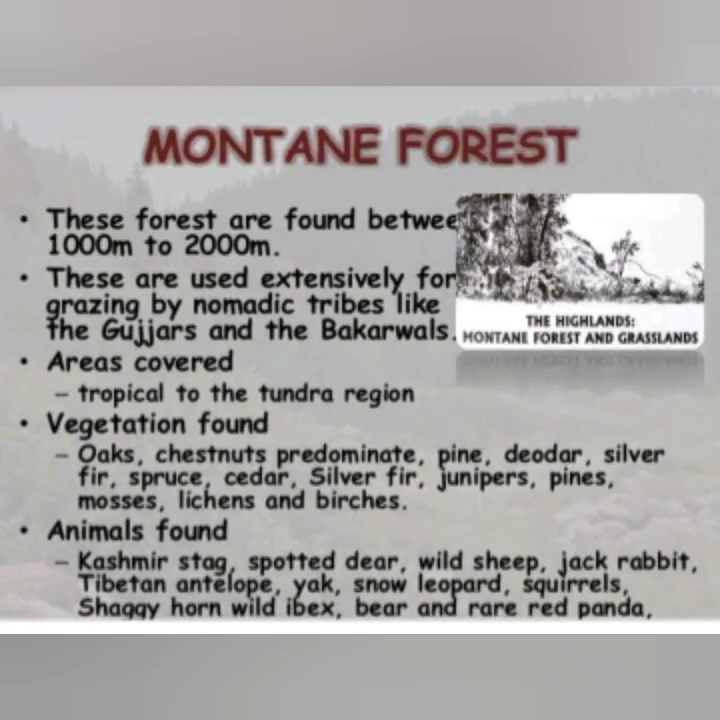 MONTANE FOREST
• These forest are found betwee
1000m to 2000m.
• These are used extensively for
grazing by nomadic tribes like
the Gujjars and the Bakarwals.
THE HIGHLANDS:
MONTANE FOREST AND GRASSLANDS
• Areas covered
– tropical to the tundra region
• Vegetation found
– Oaks, chestnuts predominate, pine, deodar, silver
fir, spruce, cedar, Silver fir, junipers, pines,
mosses, lichens and birches.
• Animals found
– Kashmir stag, spotted dear, wild sheep, jack rabbit,
Tibetan antelope, yak, snow leopard, squirrels,
Shaggy horn wild ibex, bear and rare red panda,